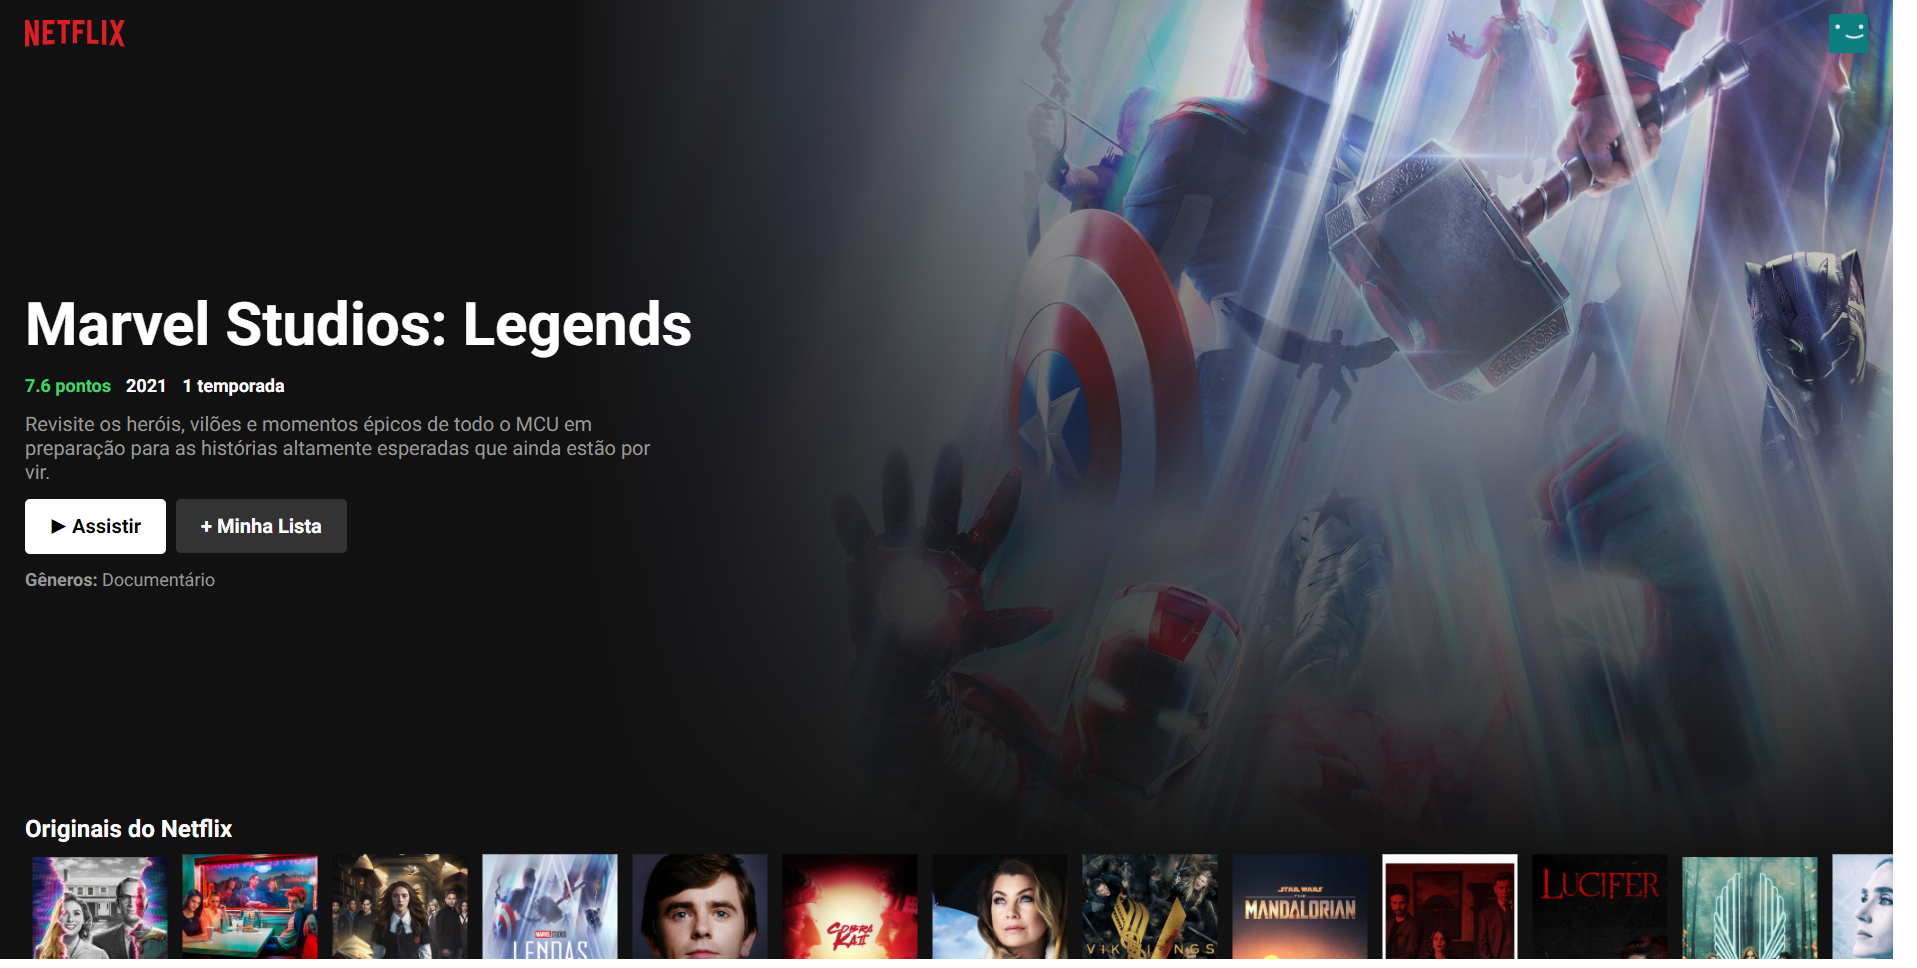 NETFLIX
Marvel Studios: Legends
7.6 pontos 2021 1 temporada
Revisite os heróis, vilões e momentos épicos de todo o MCU em
preparação para as histórias altamente esperadas que ainda estão por
vir.
▶ Assistir
+ Minha Lista
Gêneros: Documentário
Originais do Netflix
MARVEL STUDIOS
LENDAS
COBRA
KAI
VIKINGS
STAR WARS
THE
MANDALORIAN
LUCIFER